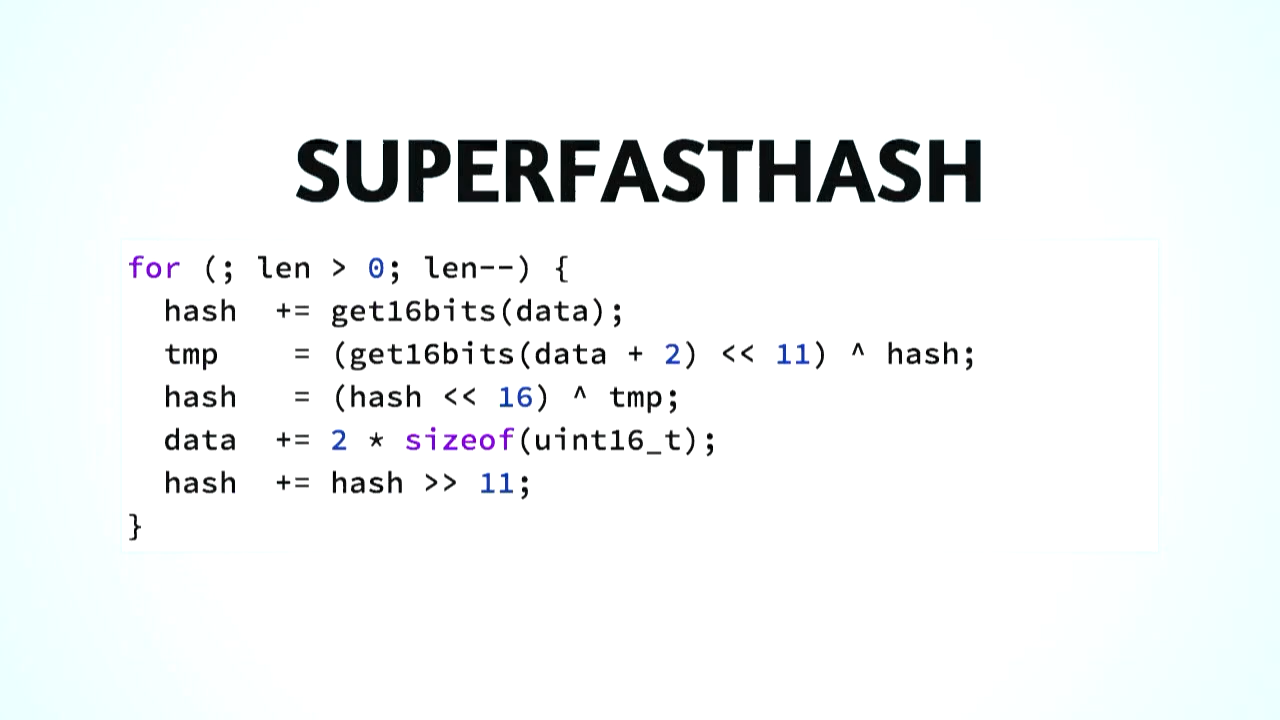 SUPERFASTHASH
for (; len > 0; len--) {
  hash  += get16bits(data);
  tmp    = (get16bits(data + 2) << 11) ^ hash;
  hash   = (hash << 16) ^ tmp;
  data  += 2 * sizeof(uint16_t);
  hash  += hash >> 11;
}